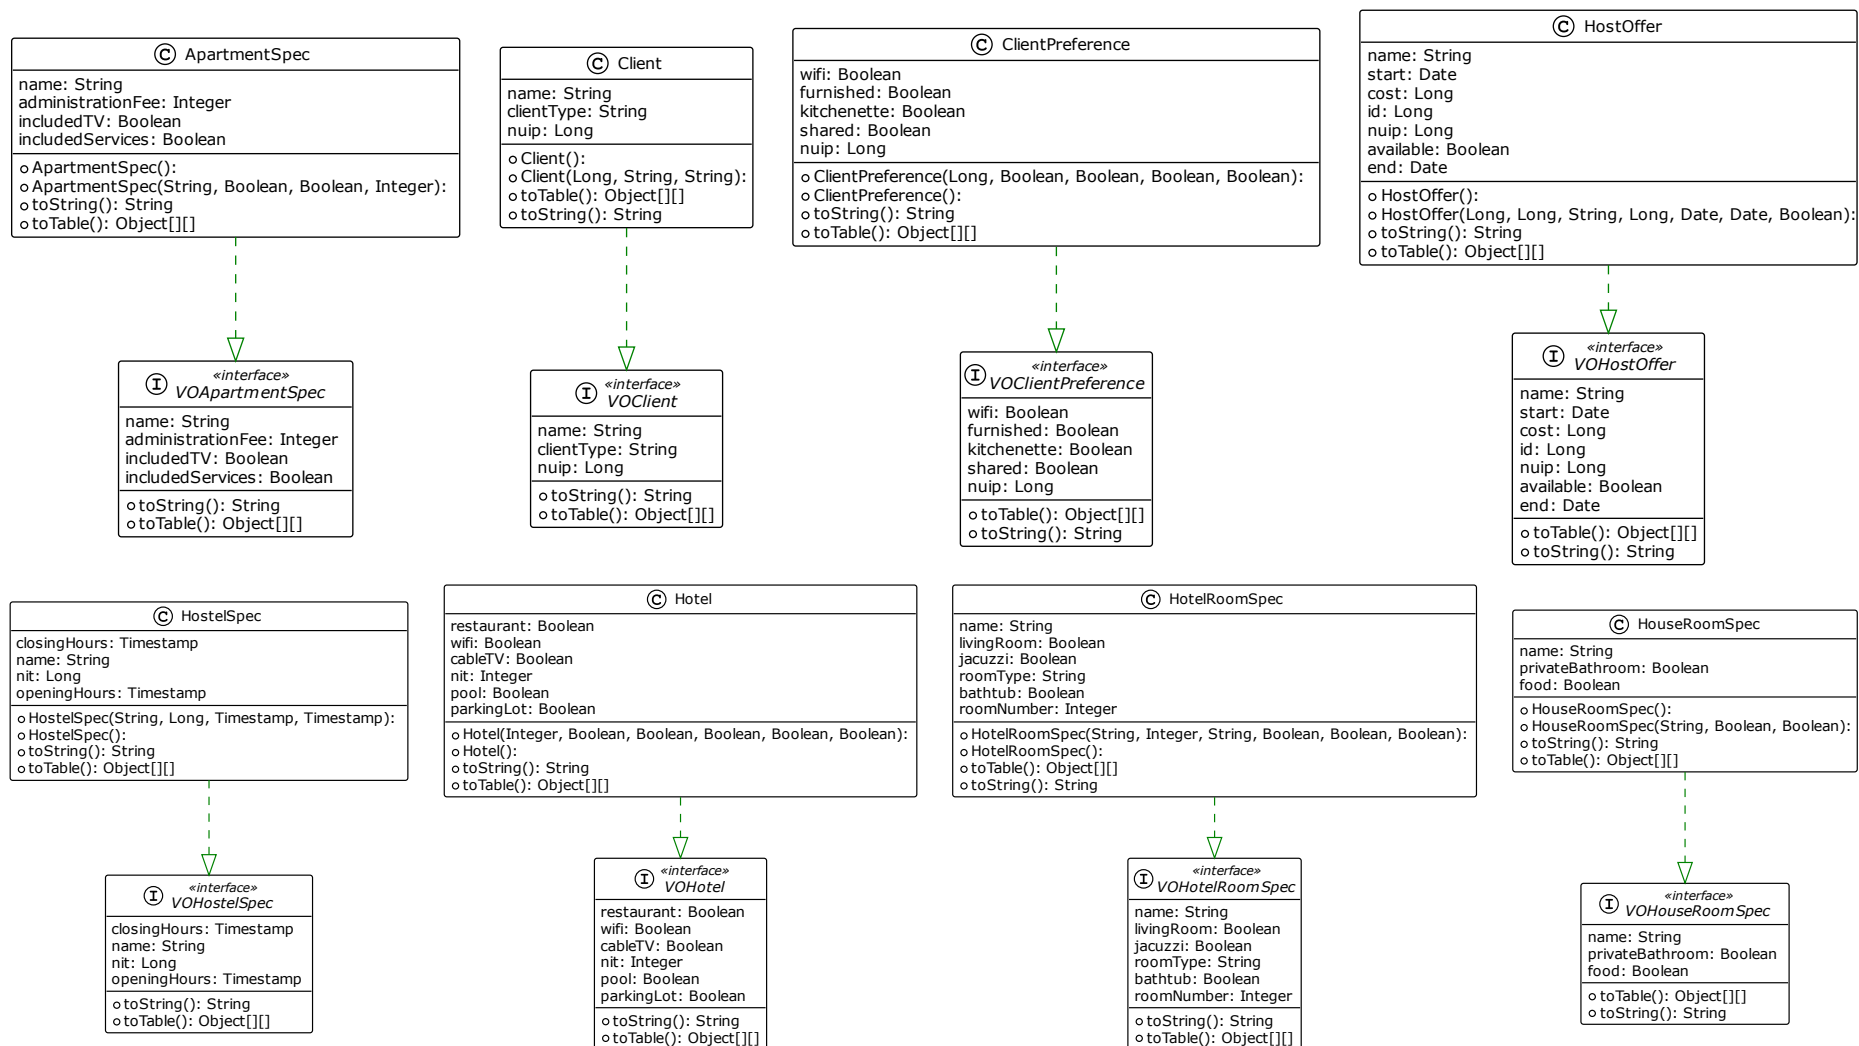 C ApartmentSpec
name: String
administrationFee: Integer
includedTV: Boolean
includedServices: Boolean
ApartmentSpec():
ApartmentSpec(String, Boolean, Boolean, Integer):
toString(): String
toTable(): Object[][]
C Client
name: String
clientType: String
nuip: Long
Client():
Client(Long, String, String):
toTable(): Object[][]
toString(): String
C ClientPreference
wifi: Boolean
furnished: Boolean
kitchenette: Boolean
shared: Boolean
nuip: Long
ClientPreference(Long, Boolean, Boolean, Boolean, Boolean):
ClientPreference():
toString(): String
toTable(): Object[][]
C HostOffer
name: String
start: Date
cost: Long
id: Long
nuip: Long
available: Boolean
end: Date
HostOffer():
HostOffer(Long, Long, String, Long, Date, Date, Boolean):
toString(): String
toTable(): Object[][]
«interface»
I VOApartmentSpec
name: String
administrationFee: Integer
includedTV: Boolean
includedServices: Boolean
toString(): String
toTable(): Object[][]
«interface»
I VOClient
name: String
clientType: String
nuip: Long
toString(): String
toTable(): Object[][]
«interface»
I VOClientPreference
wifi: Boolean
furnished: Boolean
kitchenette: Boolean
shared: Boolean
nuip: Long
toTable(): Object[][]
toString(): String
«interface»
I VOHostOffer
name: String
start: Date
cost: Long
id: Long
nuip: Long
available: Boolean
end: Date
toTable(): Object[][]
toString(): String
C HostelSpec
closingHours: Timestamp
name: String
nit: Long
openingHours: Timestamp
HostelSpec(String, Long, Timestamp, Timestamp):
HostelSpec():
toString(): String
toTable(): Object[][]
C Hotel
restaurant: Boolean
wifi: Boolean
cableTV: Boolean
nit: Integer
pool: Boolean
parkingLot: Boolean
Hotel(Integer, Boolean, Boolean, Boolean, Boolean, Boolean):
Hotel():
toString(): String
toTable(): Object[][]
C HotelRoomSpec
name: String
livingRoom: Boolean
jacuzzi: Boolean
roomType: String
bathtub: Boolean
roomNumber: Integer
HotelRoomSpec(String, Integer, String, Boolean, Boolean, Boolean):
HotelRoomSpec():
toTable(): Object[][]
toString(): String
C HouseRoomSpec
name: String
privateBathroom: Boolean
food: Boolean
HouseRoomSpec():
HouseRoomSpec(String, Boolean, Boolean):
toString(): String
toTable(): Object[][]
«interface»
I VOHostelSpec
closingHours: Timestamp
name: String
nit: Long
openingHours: Timestamp
toString(): String
toTable(): Object[][]
«interface»
I VOHotel
restaurant: Boolean
wifi: Boolean
cableTV: Boolean
nit: Integer
pool: Boolean
parkingLot: Boolean
toString(): String
toTable(): Object[][]
«interface»
I VOHotelRoomSpec
name: String
livingRoom: Boolean
jacuzzi: Boolean
roomType: String
bathtub: Boolean
roomNumber: Integer
toString(): String
toTable(): Object[][]
«interface»
I VOHouseRoomSpec
name: String
privateBathroom: Boolean
food: Boolean
toTable(): Object[][]
toString(): String